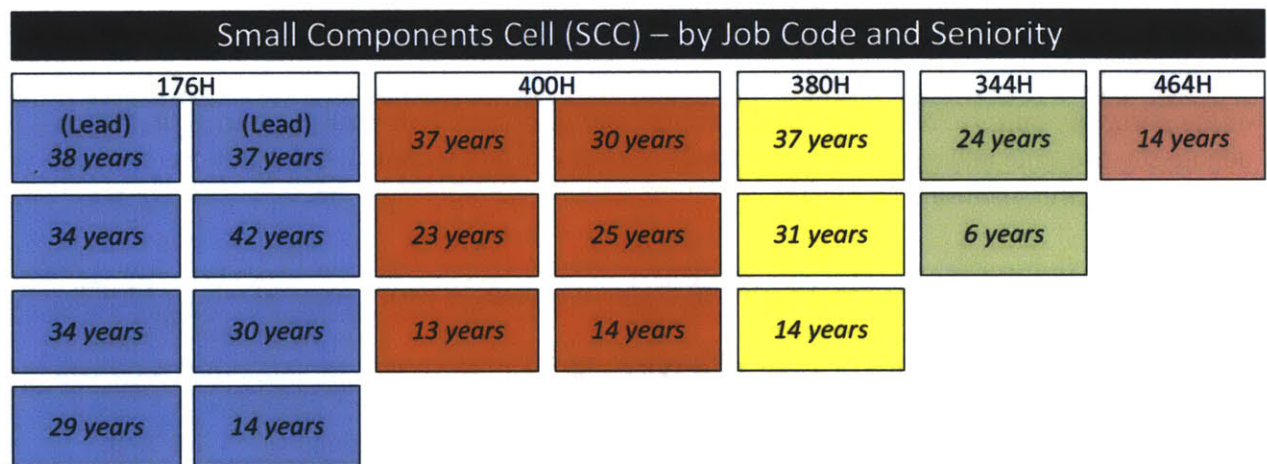 Small Components Cell (SCC) – by Job Code and Seniority
176H 400H 380H 344H 464H
(Lead) (Lead)
38 years 37 years 37 years 30 years 37 years 24 years 14 years
34 years 42 years 23 years 25 years 31 years 6 years
34 years 30 years 13 years 14 years 14 years
29 years 14 years